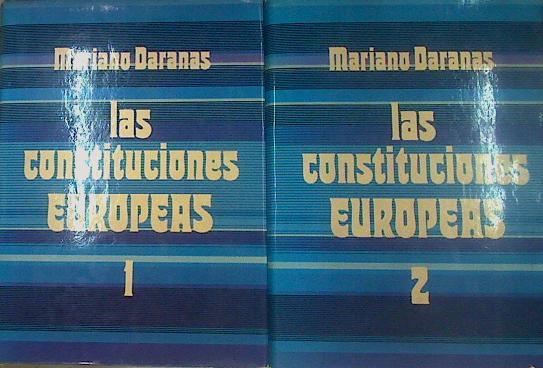 Mariano Daranas
las
constituciones
EUROPEAS
1
Mariano Daranas
las
constituciones
EUROPEAS
2